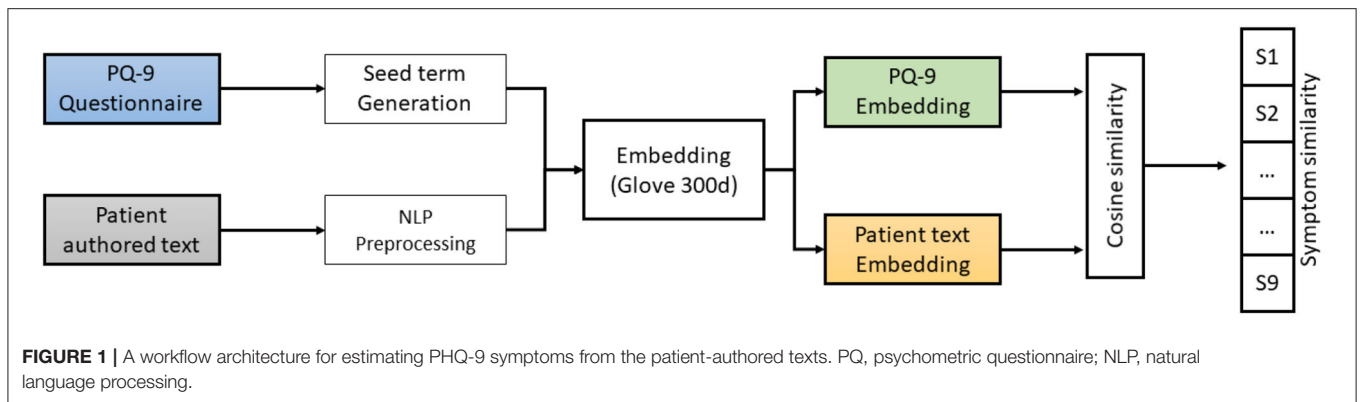 PQ-9
Questionnaire
Seed term
Generation
Patient
authored text
NLP
Preprocessing
Embedding
(Glove 300d)
PQ-9
Embedding
Patient text
Embedding
Cosine similarity
S1
S2
...
...
S9
Symptom similarity
FIGURE 1 | A workflow architecture for estimating PHQ-9 symptoms from the patient-authored texts. PQ, psychometric questionnaire; NLP, natural
language processing.